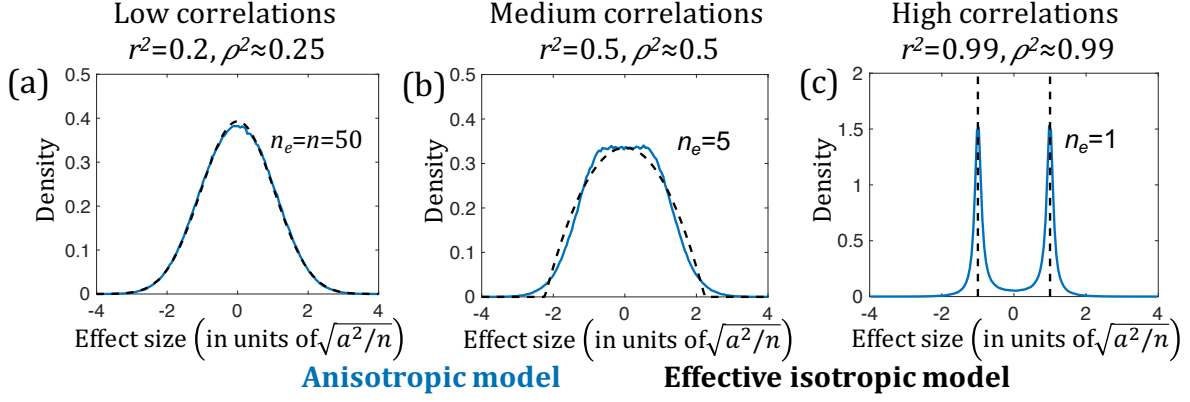 Low correlations
r²=0.2, ρ²≈0.25
Medium correlations
r²=0.5, ρ²≈0.5
High correlations
r²=0.99, ρ²≈0.99
(a)
0.5
0.4
0.3
0.2
0.1
0
Density
nₑ=n=50
-4 -2 0 2 4
Effect size (in units of √a²/n)
(b)
0.5
0.4
0.3
0.2
0.1
0
Density
nₑ=5
-4 -2 0 2 4
Effect size (in units of √a²/n)
(c)
2
1.5
1
0.5
0
Density
nₑ=1
-4 -2 0 2 4
Effect size (in units of √a²/n)
Anisotropic model
Effective isotropic model